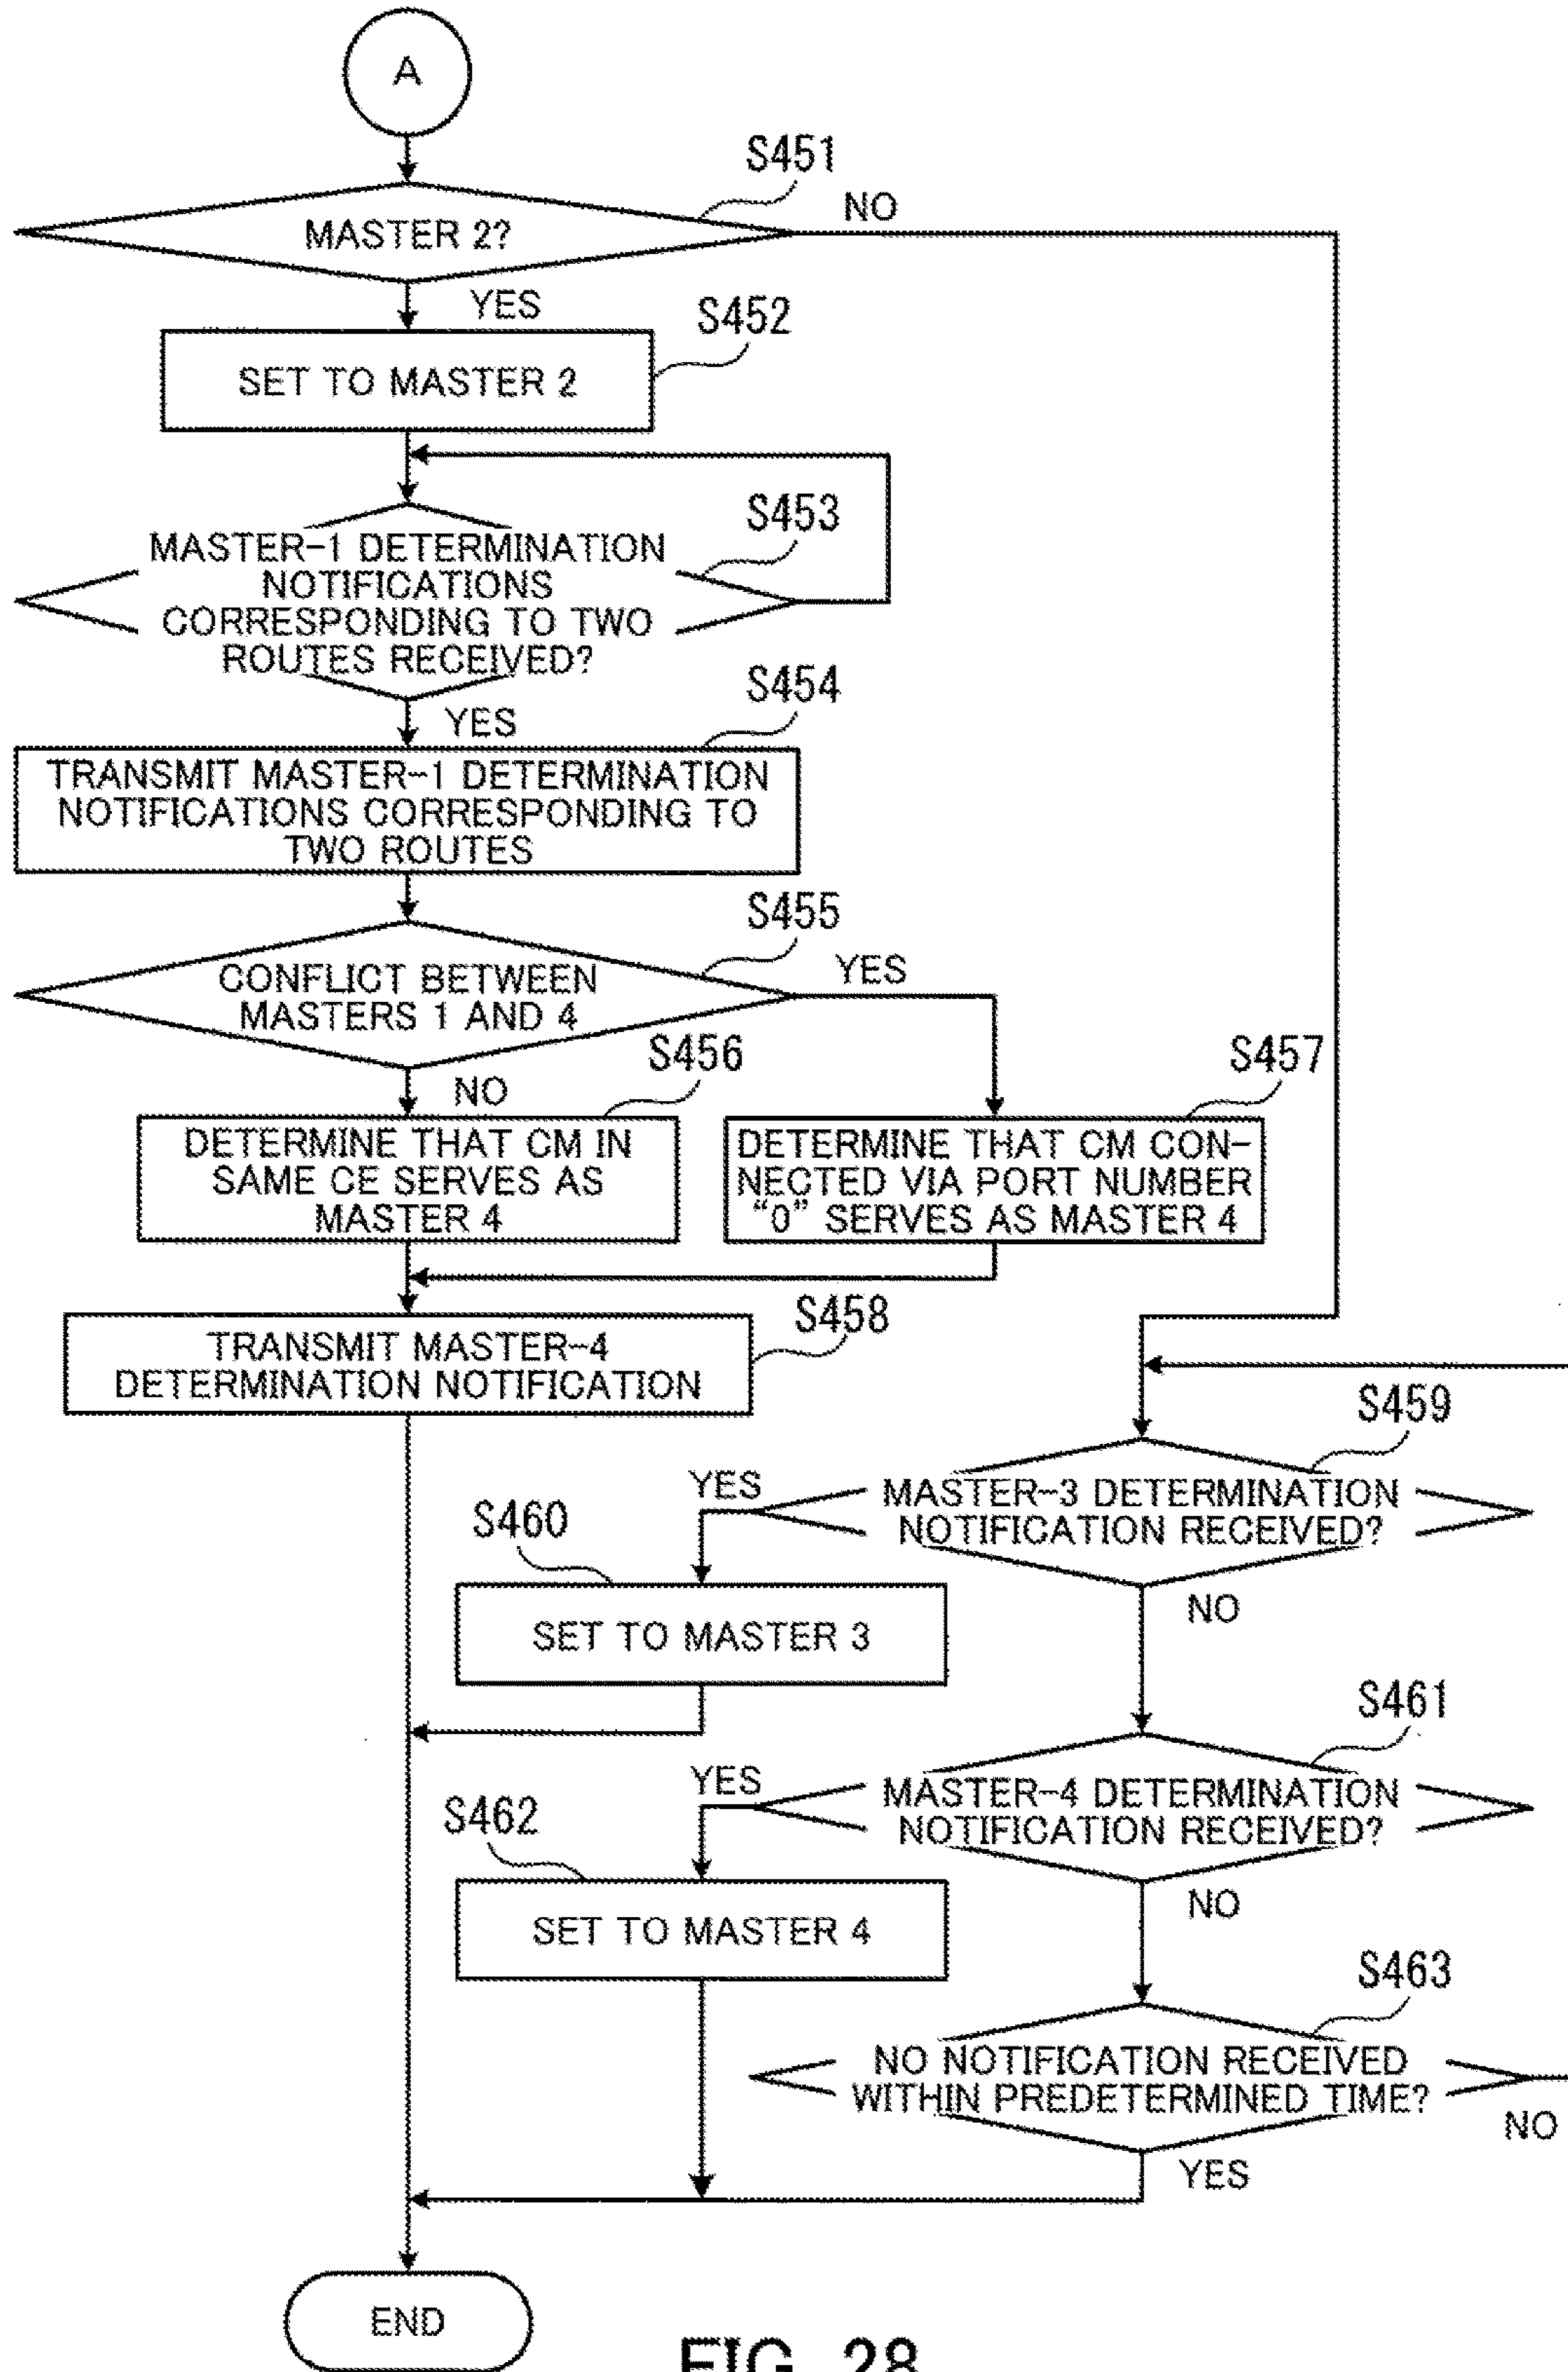 A
S451
MASTER 2?
NO
YES
S452
SET TO MASTER 2
S453
MASTER-1 DETERMINATION
NOTIFICATIONS
CORRESPONDING TO TWO
ROUTES RECEIVED?
YES
S454
TRANSMIT MASTER-1 DETERMINATION
NOTIFICATIONS CORRESPONDING TO
TWO ROUTES
S455
CONFLICT BETWEEN
MASTERS 1 AND 4
YES
NO
S456
DETERMINE THAT CM IN
SAME CE SERVES AS
MASTER 4
S457
DETERMINE THAT CM CON-
NECTED VIA PORT NUMBER
“0” SERVES AS MASTER 4
S458
TRANSMIT MASTER-4
DETERMINATION NOTIFICATION
S459
MASTER-3 DETERMINATION
NOTIFICATION RECEIVED?
YES
NO
S460
SET TO MASTER 3
S461
MASTER-4 DETERMINATION
NOTIFICATION RECEIVED?
YES
NO
S462
SET TO MASTER 4
S463
NO NOTIFICATION RECEIVED
WITHIN PREDETERMINED TIME?
NO
YES
END
FIG. 28